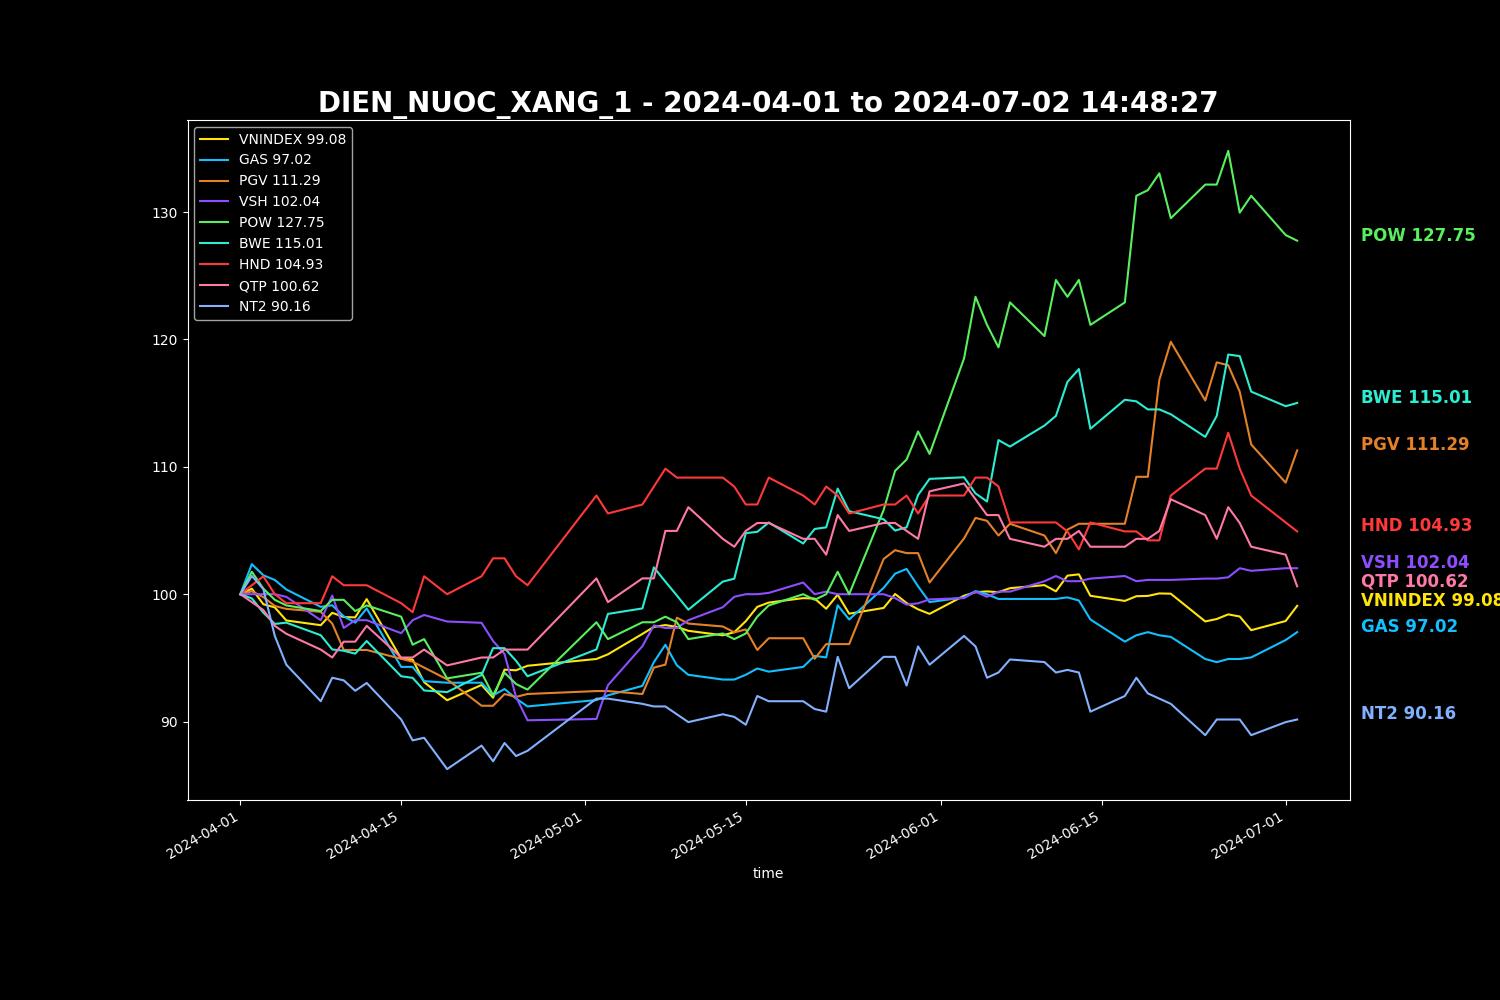 DIEN_NUOC_XANG_1 - 2024-04-01 to 2024-07-02 14:48:27
VNINDEX 99.08
GAS 97.02
PGV 111.29
VSH 102.04
POW 127.75
BWE 115.01
HND 104.93
QTP 100.62
NT2 90.16
130
120
110
100
90
POW 127.75
BWE 115.01
PGV 111.29
HND 104.93
VSH 102.04
QTP 100.62
VNINDEX 99.08
GAS 97.02
NT2 90.16
2024-04-01
2024-04-15
2024-05-01
2024-05-15
2024-06-01
2024-06-15
2024-07-01
time